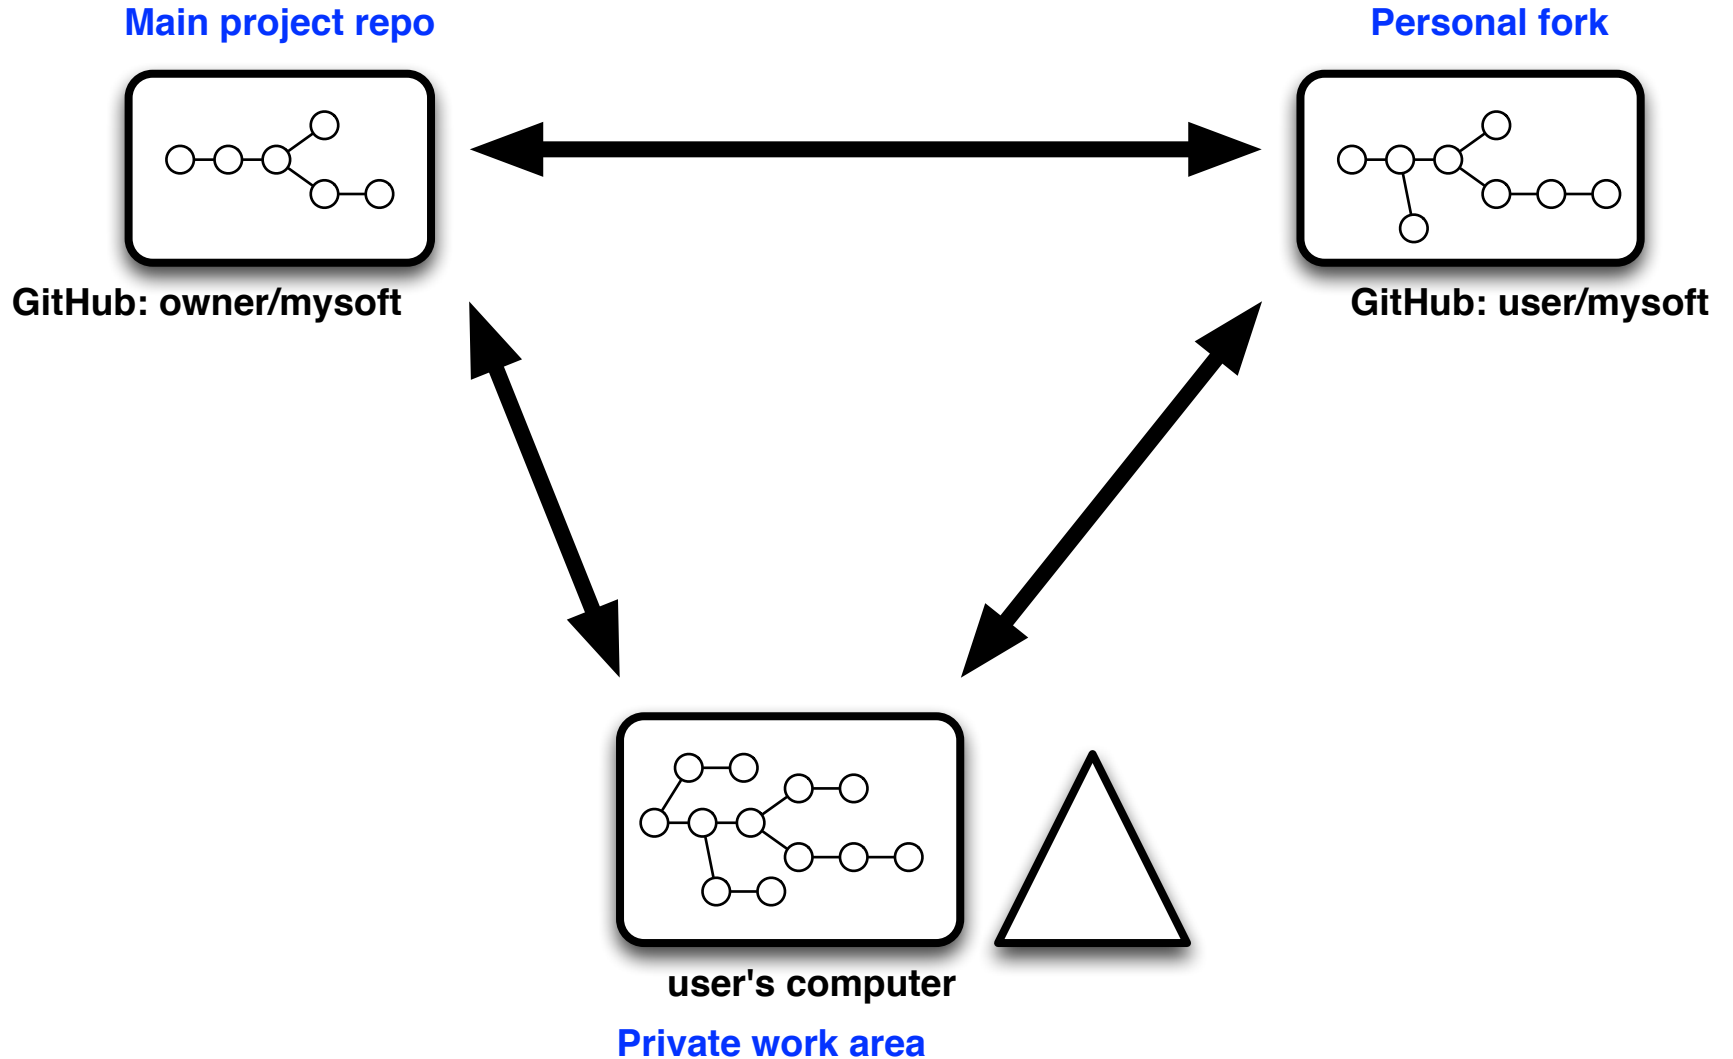 Main project repo
Personal fork
GitHub: owner/mysoft
GitHub: user/mysoft
user's computer
Private work area